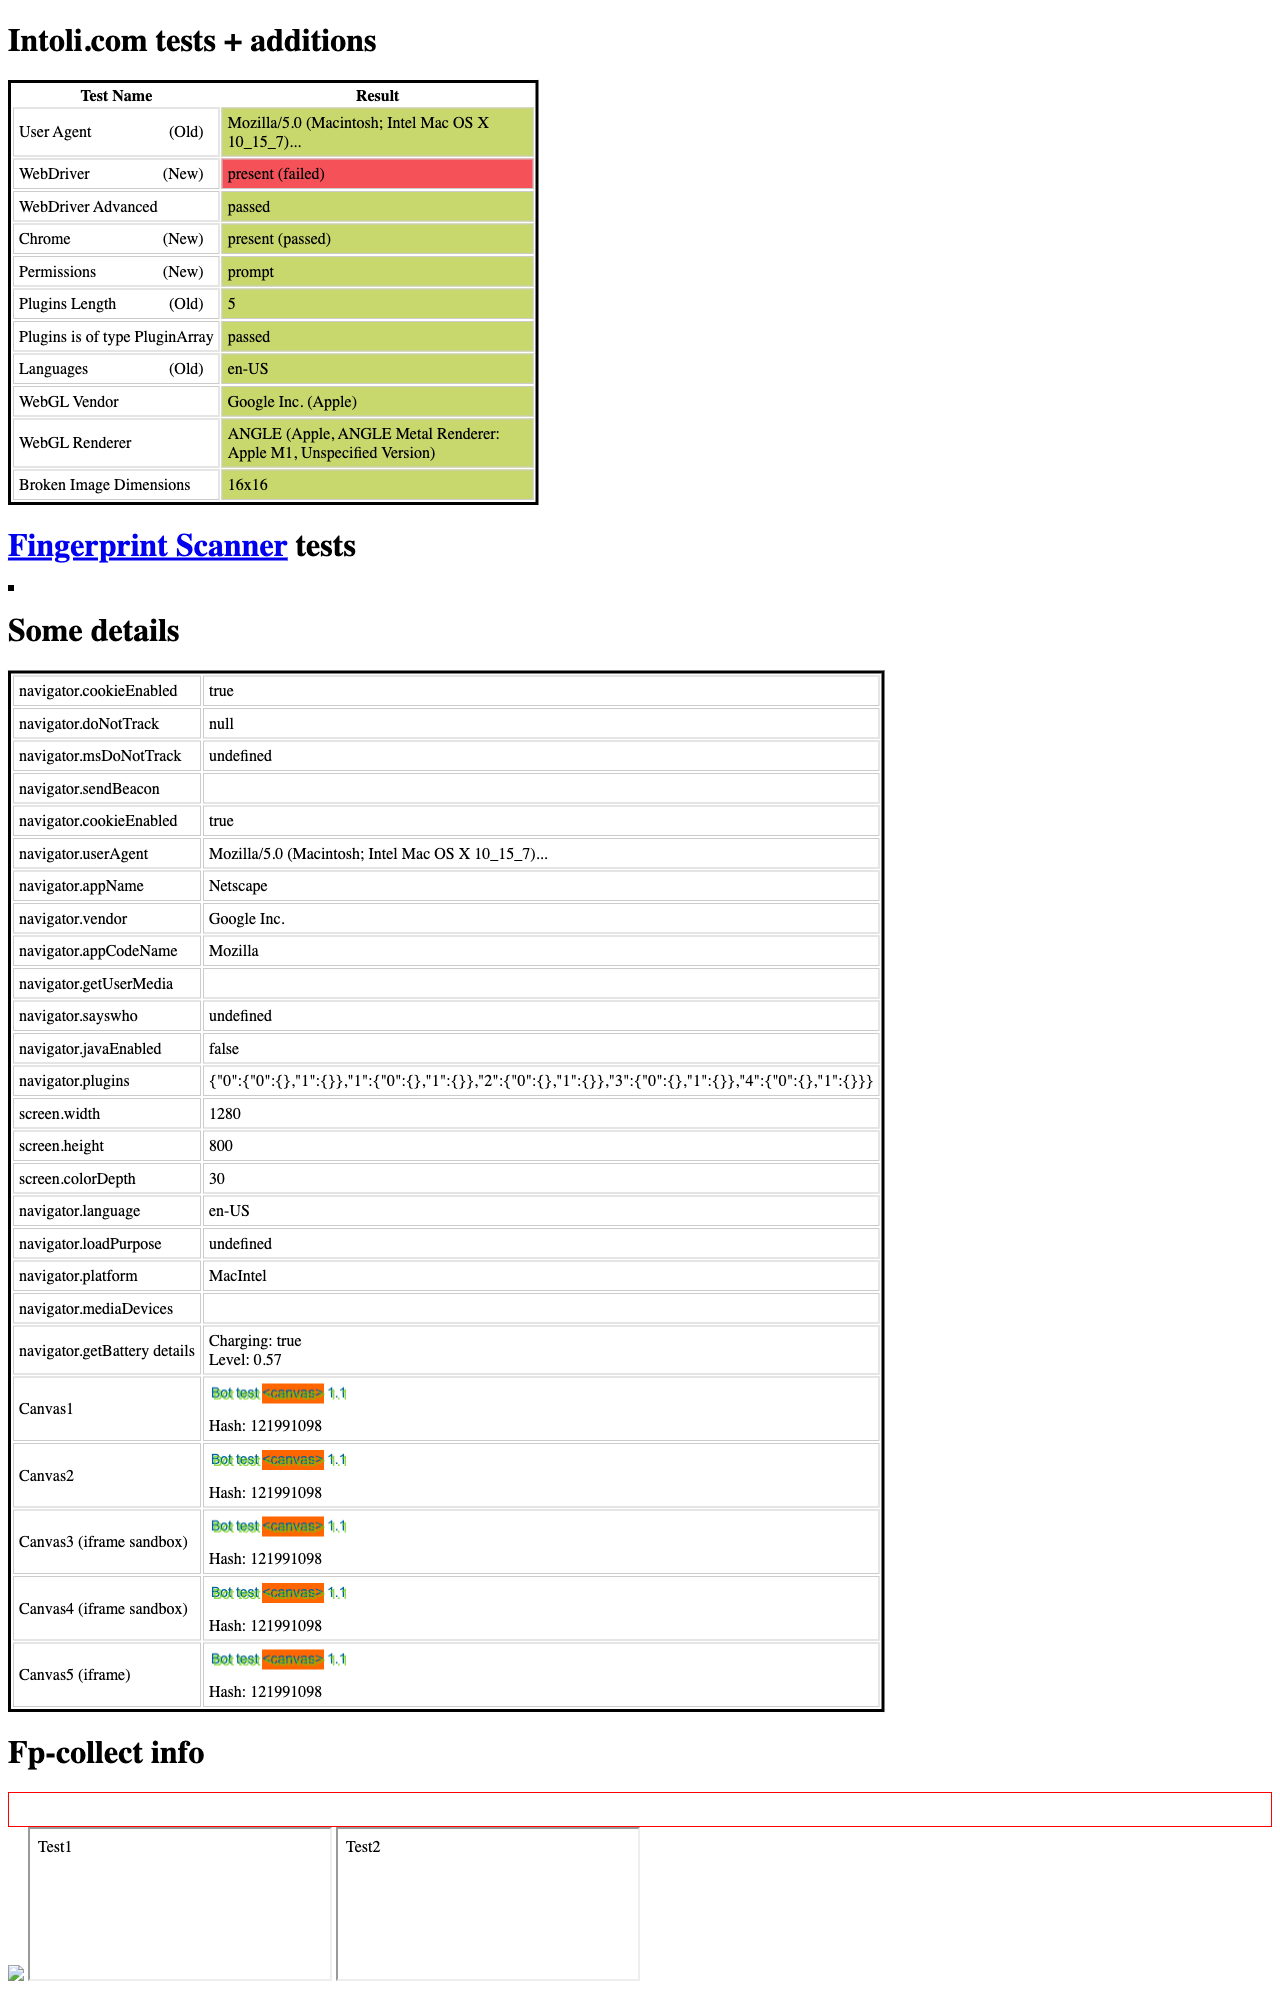 Intoli.com tests + additions
Test Name Result
User Agent (Old) Mozilla/5.0 (Macintosh; Intel Mac OS X
10_15_7)...
WebDriver (New) present (failed)
WebDriver Advanced passed
Chrome (New) present (passed)
Permissions (New) prompt
Plugins Length (Old) 5
Plugins is of type PluginArray passed
Languages (Old) en-US
WebGL Vendor Google Inc. (Apple)
WebGL Renderer ANGLE (Apple, ANGLE Metal Renderer:
Apple M1, Unspecified Version)
Broken Image Dimensions 16x16
Fingerprint Scanner tests
Some details
navigator.cookieEnabled true
navigator.doNotTrack null
navigator.msDoNotTrack undefined
navigator.sendBeacon
navigator.cookieEnabled true
navigator.userAgent Mozilla/5.0 (Macintosh; Intel Mac OS X 10_15_7)...
navigator.appName Netscape
navigator.vendor Google Inc.
navigator.appCodeName Mozilla
navigator.getUserMedia
navigator.sayswho undefined
navigator.javaEnabled false
navigator.plugins {"0":{"0":{},"1":{}},"1":{"0":{},"1":{}},"2":{"0":{},"1":{}},"3":{"0":{},"1":{}},"4":{"0":{},"1":{}}}
screen.width 1280
screen.height 800
screen.colorDepth 30
navigator.language en-US
navigator.loadPurpose undefined
navigator.platform MacIntel
navigator.mediaDevices
navigator.getBattery details Charging: true
Level: 0.57
Canvas1 Bot test <canvas> 1.1
Hash: 121991098
Canvas2 Bot test <canvas> 1.1
Hash: 121991098
Canvas3 (iframe sandbox) Bot test <canvas> 1.1
Hash: 121991098
Canvas4 (iframe sandbox) Bot test <canvas> 1.1
Hash: 121991098
Canvas5 (iframe) Bot test <canvas> 1.1
Hash: 121991098
Fp-collect info
Test1 Test2